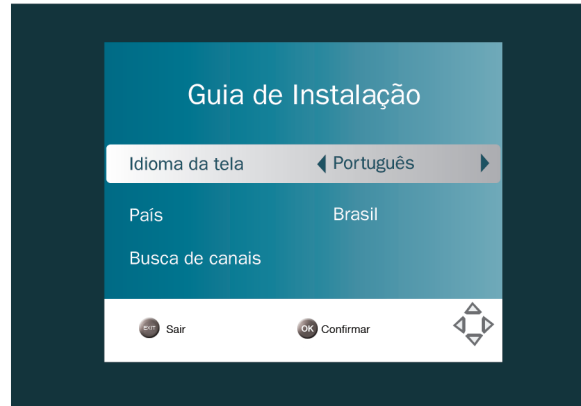 Guia de Instalação
Idioma da tela Português
País Brasil
Busca de canais
EXIT Sair OK Confirmar